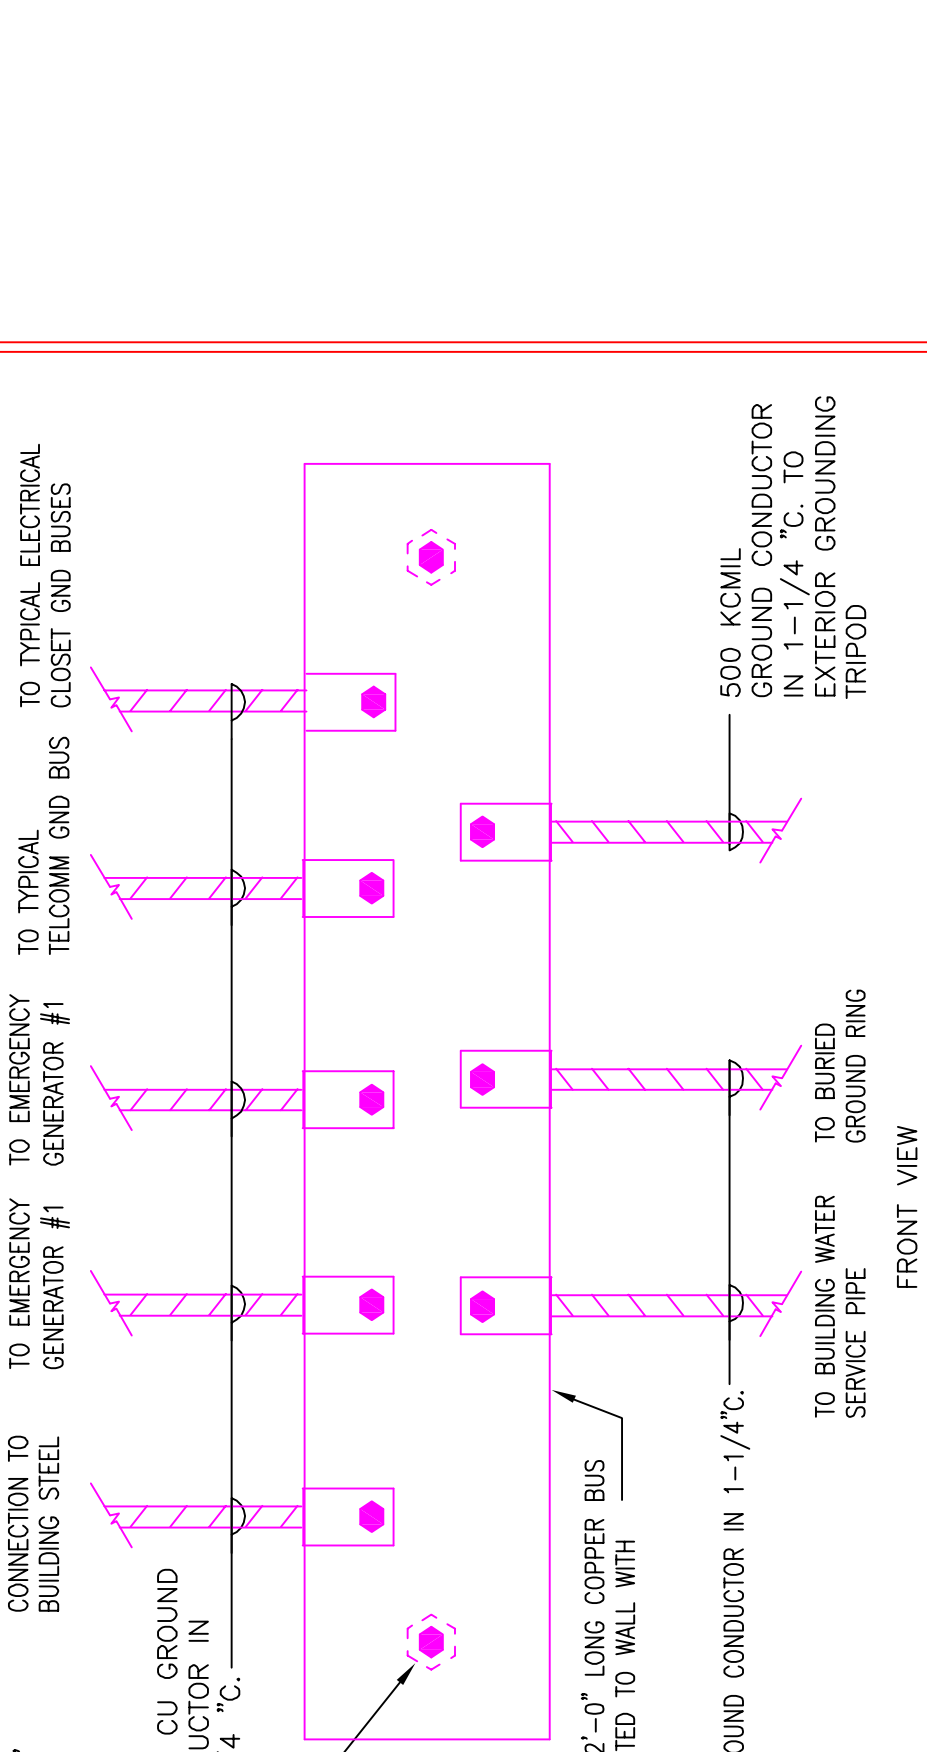 CONNECTION TO
BUILDING STEEL
TO EMERGENCY
GENERATOR #1
TO EMERGENCY
GENERATOR #1
TO TYPICAL
TELCOMM GND BUS
TO TYPICAL ELECTRICAL
CLOSET GND BUSES
CU GROUND
UCTOR IN
4 "C.
2'-0" LONG COPPER BUS
TED TO WALL WITH
OUND CONDUCTOR IN 1-1/4"C.
500 KCMIL
GROUND CONDUCTOR
IN 1-1/4 "C. TO
EXTERIOR GROUNDING
TRIPOD
TO BUILDING WATER
SERVICE PIPE
TO BURIED
GROUND RING
FRONT VIEW